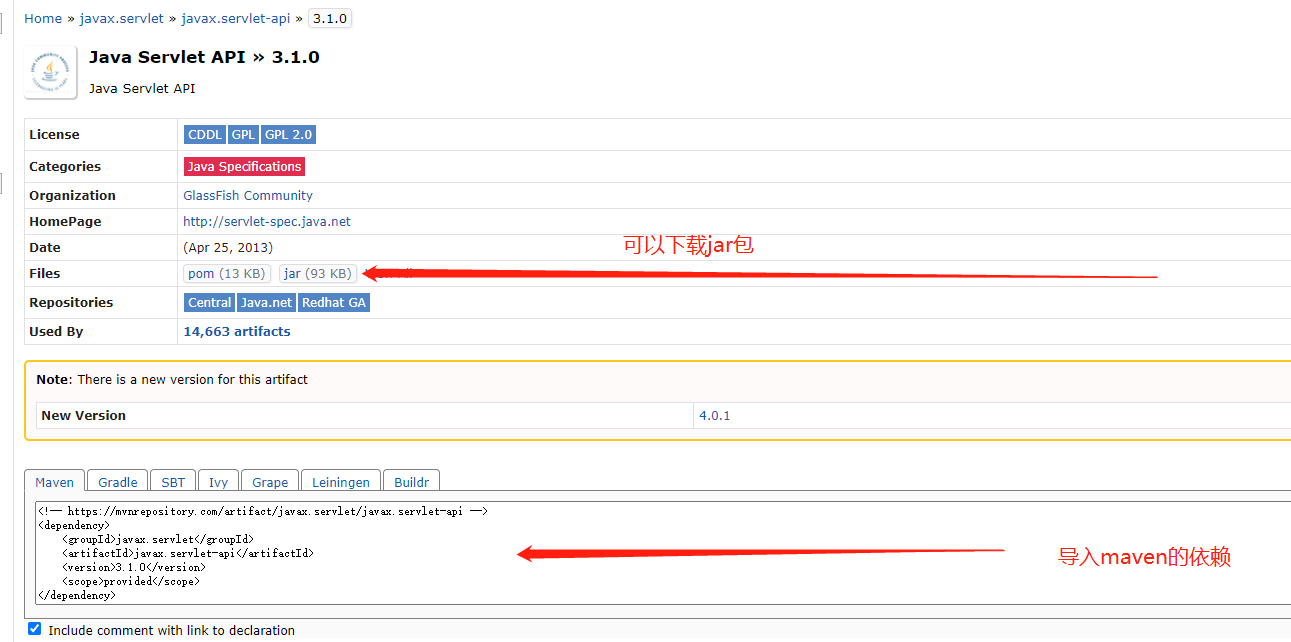 Home » javax.servlet » javax.servlet-api » 3.1.0
Java Servlet API » 3.1.0
Java Servlet API
License CDDL GPL GPL 2.0
Categories Java Specifications
Organization GlassFish Community
HomePage http://servlet-spec.java.net
Date (Apr 25, 2013)
可以下载jar包
Files pom (13 KB) jar (93 KB)
Repositories Central Java.net Redhat GA
Used By 14,663 artifacts
Note: There is a new version for this artifact
New Version 4.0.1
Maven Gradle SBT Ivy Grape Leiningen Buildr
<!-- https://mvnrepository.com/artifact/javax.servlet/javax.servlet-api -->
<dependency>
    <groupId>javax.servlet</groupId>
    <artifactId>javax.servlet-api</artifactId>
    <version>3.1.0</version>
    <scope>provided</scope>
</dependency>
导入maven的依赖
Include comment with link to declaration